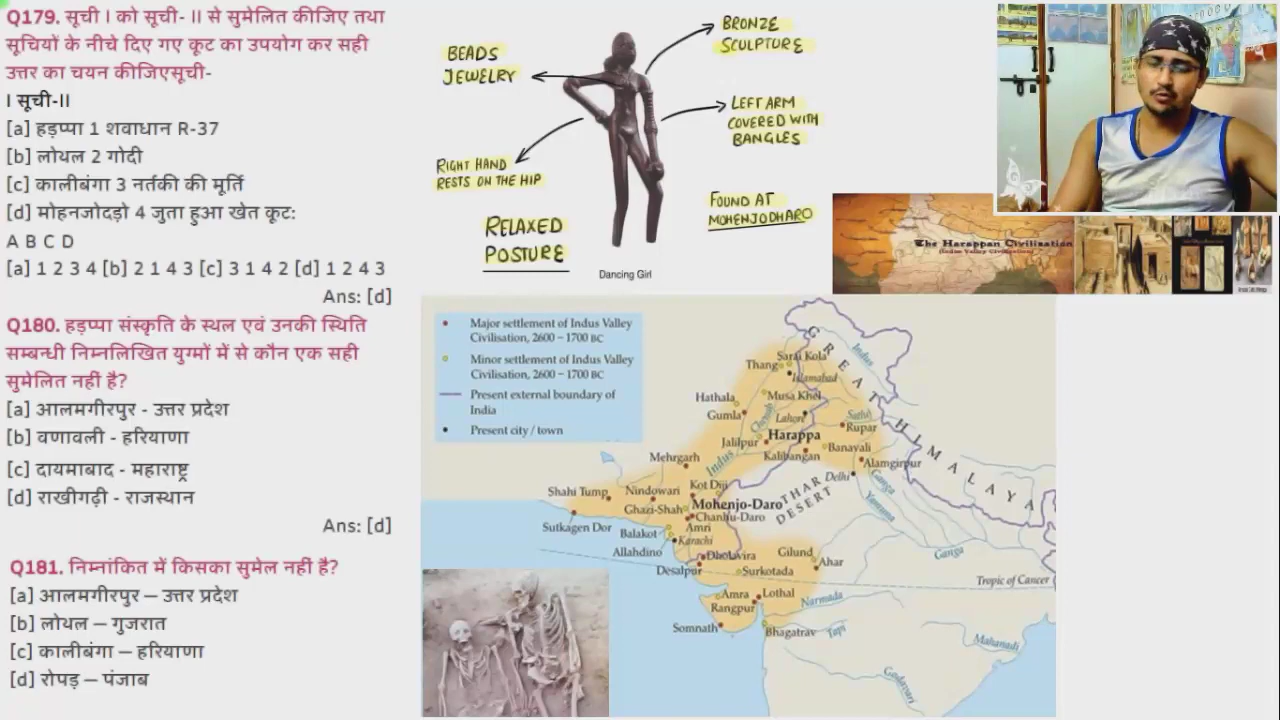 Q179. सूची I को सूची- II से सुमेलित कीजिए तथा
सूचियों के नीचे दिए गए कूट का उपयोग कर सही
उत्तर का चयन कीजिएसूची-
I सूची-II
[a] हड़प्पा 1 शवाधान R-37
[b] लोथल 2 गोदी
[c] कालीबंगा 3 नर्तकी की मूर्ति
[d] मोहनजोदड़ो 4 जुता हुआ खेत कूट:
A B C D
[a] 1 2 3 4 [b] 2 1 4 3 [c] 3 1 4 2 [d] 1 2 4 3
Ans: [d]
Q180. हड़प्पा संस्कृति के स्थल एवं उनकी स्थिति
सम्बन्धी निम्नलिखित युग्मों में से कौन एक सही
सुमेलित नहीं है?
[a] आलमगीरपुर - उत्तर प्रदेश
[b] वणावली - हरियाणा
[c] दायमाबाद - महाराष्ट्र
[d] राखीगढ़ी - राजस्थान
Ans: [d]
Q181. निम्नांकित में किसका सुमेल नहीं है?
[a] आलमगीरपुर – उत्तर प्रदेश
[b] लोथल – गुजरात
[c] कालीबंगा – हरियाणा
[d] रोपड़ – पंजाब
BEADS
JEWELRY
BRONZE
SCULPTURE
LEFT ARM
COVERED WITH
BANGLES
RIGHT HAND
RESTS ON THE HIP
FOUND AT
MOHENJODHARO
RELAXED
POSTURE
Dancing Girl
The Harappan Civilisation
(Indus Valley Civilisation)
Major settlement of Indus Valley
Civilisation, 2600 – 1700 BC
Minor settlement of Indus Valley
Civilisation, 2600 – 1700 BC
Present external boundary of
India
Present city / town
GREAT HIMALAYA
Indus
Sarai Kola
Thang
Islamabad
Hathala
Musa Khel
Gumla
Chenab
Lahore
Sutlej
Rupar
Jalilpur
Harappa
Indus
Kalibangan
Banavali
Mehrgarh
Alamgirpur
Delhi
Kot Diji
THAR
DESERT
Ganga
Yamuna
Shahi Tump
Nindowari
Mohenjo-Daro
Ghazi-Shah
Chanhu-Daro
Sutkagen Dor
Amri
Balakot
Karachi
Allahdino
Dholavira
Gilund
Ganga
Desalpur
Surkotada
Ahar
Tropic of Cancer
Amra
Lothal
Rangpur
Narmada
Somnath
Bhagatrav
Tapi
Mahanadi
Godavari